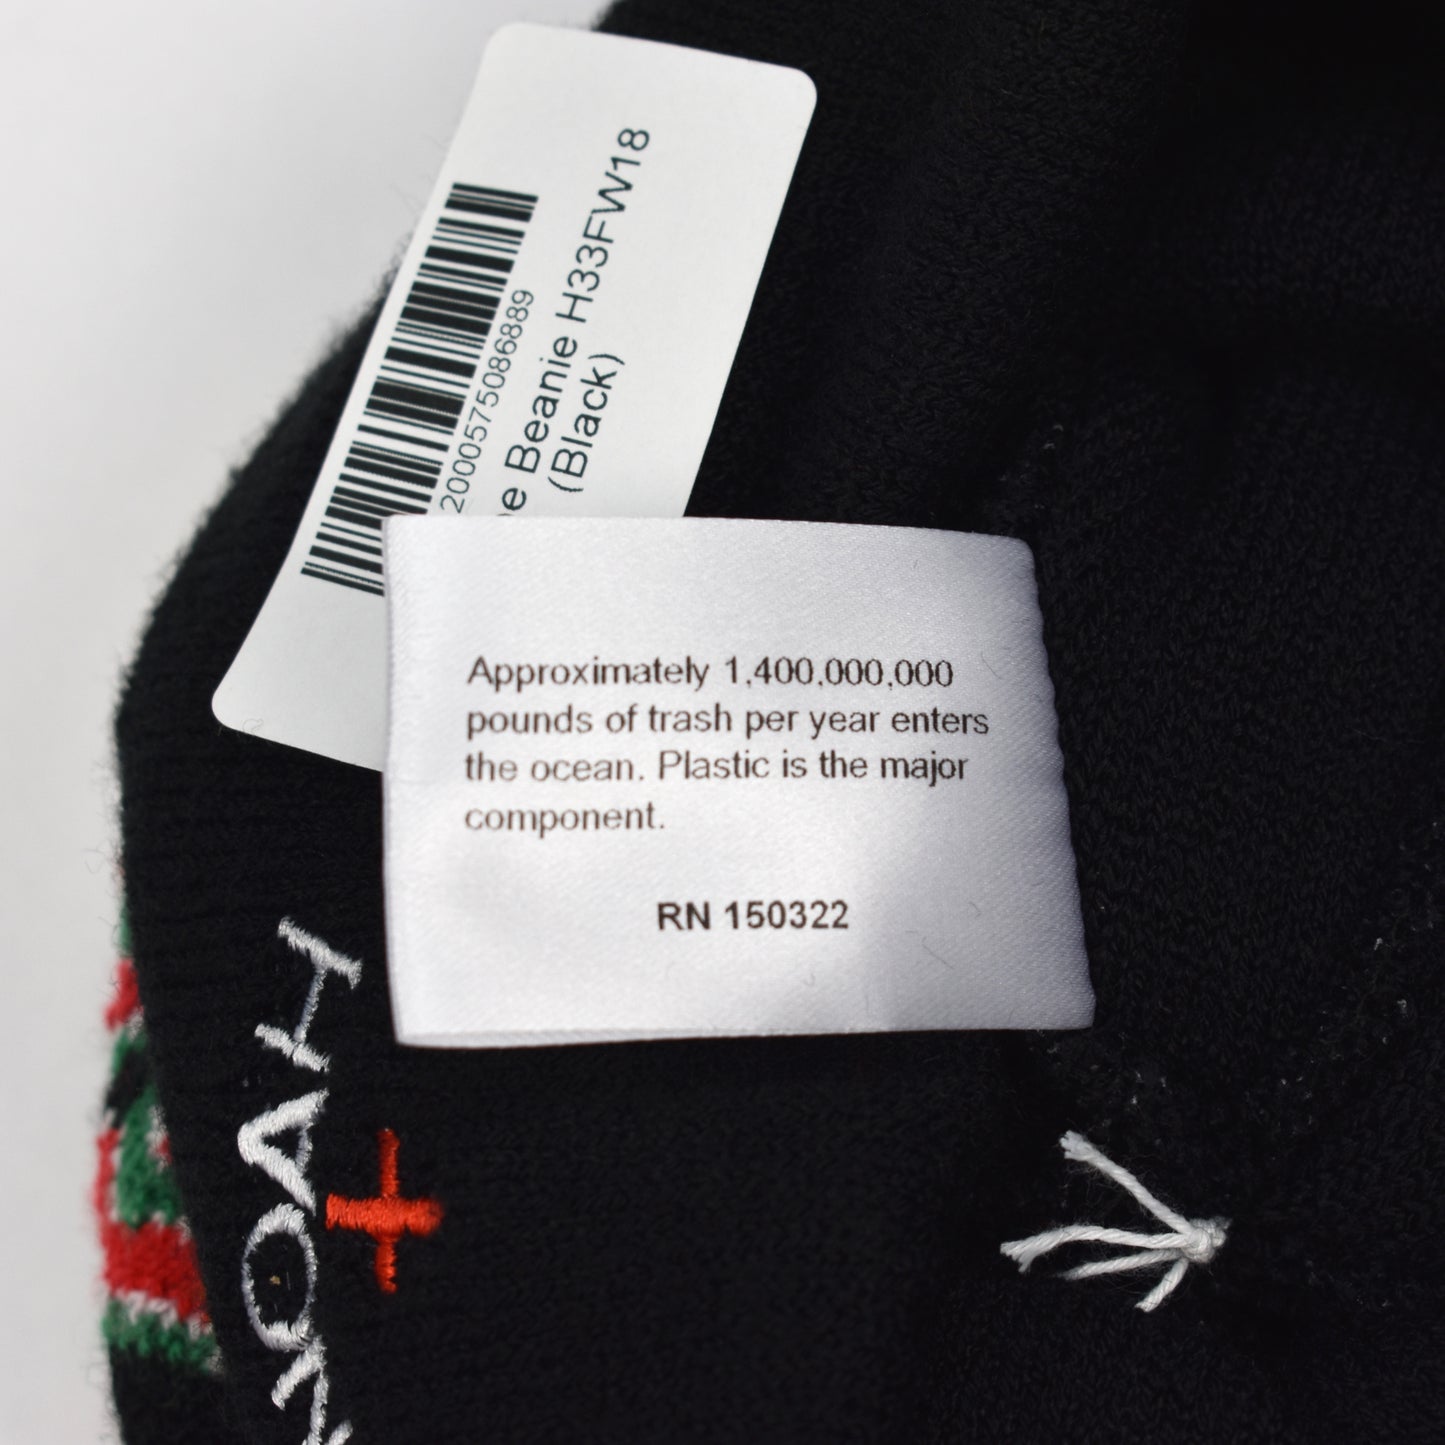 2000575086889
Beanie H33FW18
(Black)
Approximately 1,400,000,000
pounds of trash per year enters
the ocean. Plastic is the major
component.
RN 150322
NOAH